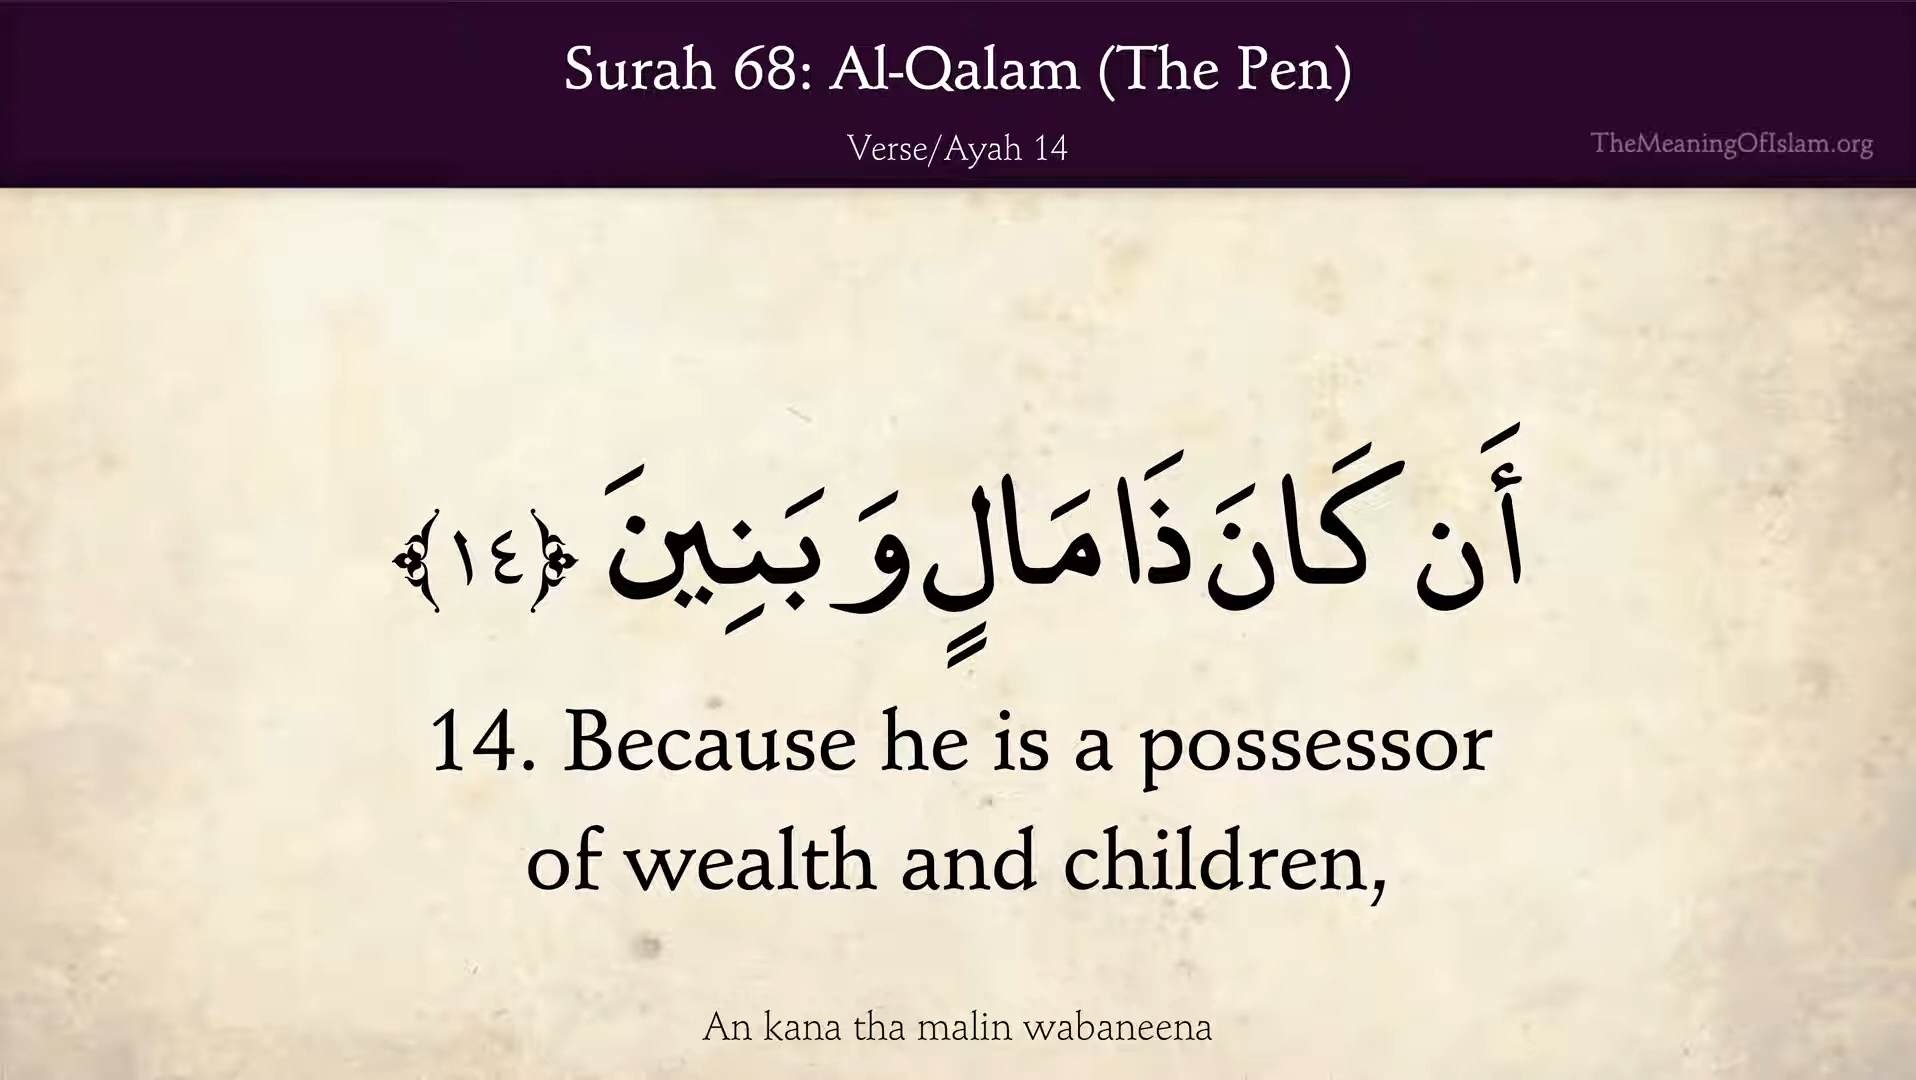 Surah 68: Al-Qalam (The Pen)
Verse/Ayah 14
TheMeaningOfIslam.org
أَن كَانَ ذَا مَالٍ وَ بَنِينَ ﴿١٤﴾
14. Because he is a possessor
of wealth and children,
An kana tha malin wabaneena